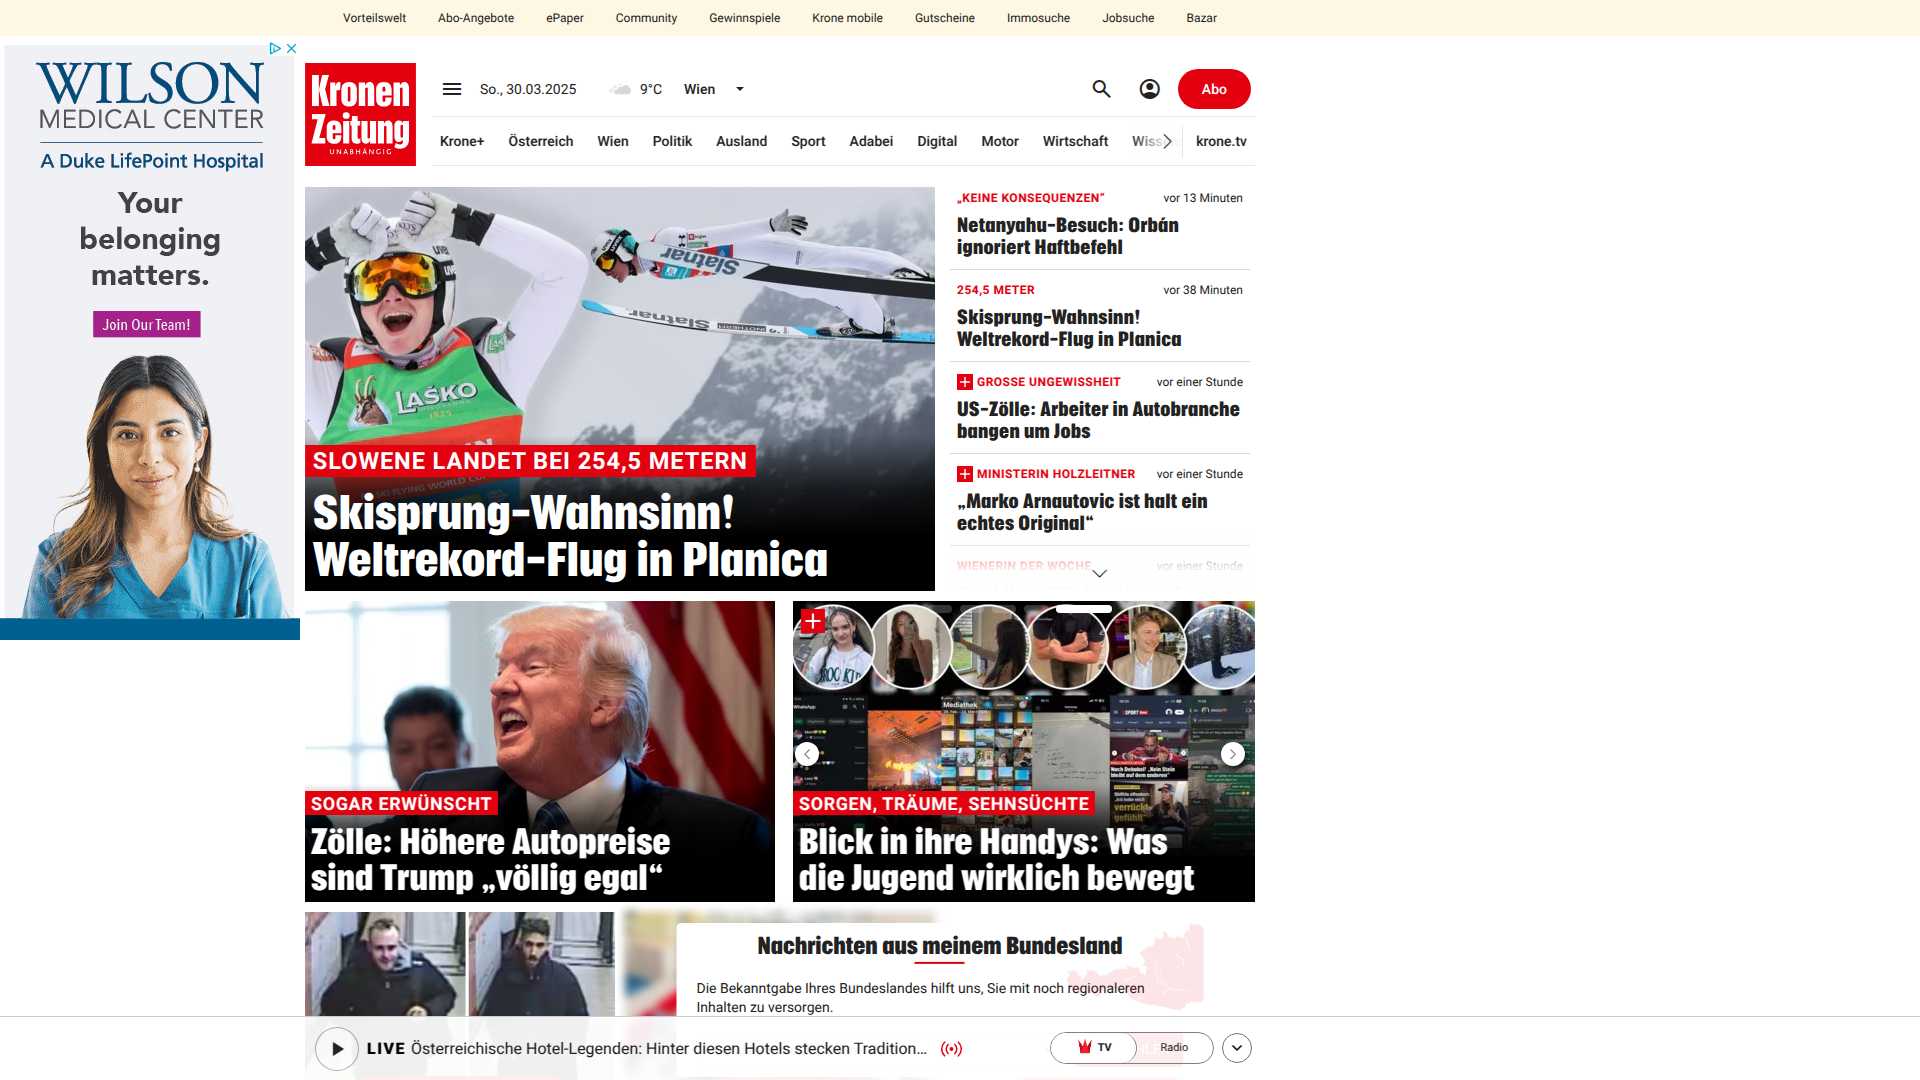 Vorteilswelt Abo-Angebote ePaper Community Gewinnspiele Krone mobile Gutscheine Immosuche Jobsuche Bazar
WILSON
MEDICAL CENTER
A Duke LifePoint Hospital
Your
belonging
matters.
Join Our Team!
Kronen
Zeitung
UNABHÄNGIG
So., 30.03.2025 9°C Wien
Abo
Krone+ Österreich Wien Politik Ausland Sport Adabei Digital Motor Wirtschaft Wiss krone.tv
Slatnar
Slatnar
LAŠKO
1825
SLOWENE LANDET BEI 254,5 METERN
Skisprung-Wahnsinn!
Weltrekord-Flug in Planica
„KEINE KONSEQUENZEN“ vor 13 Minuten
Netanyahu-Besuch: Orbán
ignoriert Haftbefehl
254,5 METER vor 38 Minuten
Skisprung-Wahnsinn!
Weltrekord-Flug in Planica
GROSSE UNGEWISSHEIT vor einer Stunde
US-Zölle: Arbeiter in Autobranche
bangen um Jobs
MINISTERIN HOLZLEITNER vor einer Stunde
„Marko Arnautovic ist halt ein
echtes Original“
WIENERIN DER WOCHE vor einer Stunde
SOGAR ERWÜNSCHT
Zölle: Höhere Autopreise
sind Trump „völlig egal“
WhatsApp
Mediathek
SORGEN, TRÄUME, SEHNSÜCHTE
Blick in ihre Handys: Was
die Jugend wirklich bewegt
Nachrichten aus meinem Bundesland
Die Bekanntgabe Ihres Bundeslandes hilft uns, Sie mit noch regionaleren
Inhalten zu versorgen.
LIVE Österreichische Hotel-Legenden: Hinter diesen Hotels stecken Tradition...
TV Radio